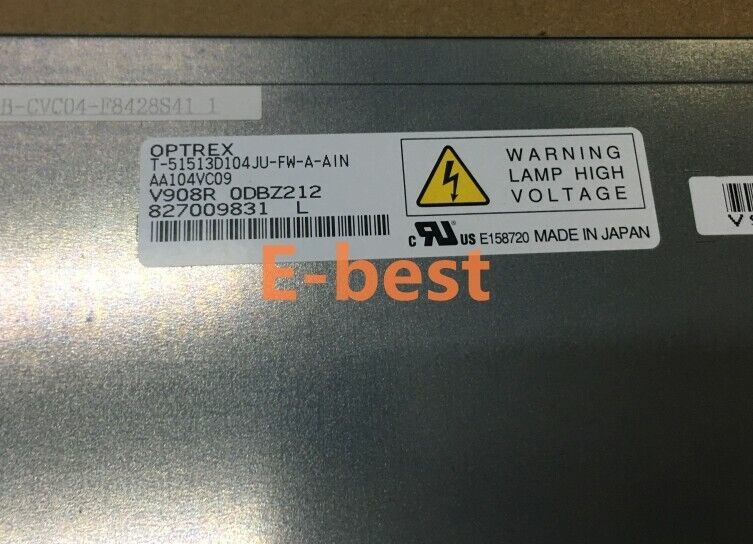 B-CVC04-F8428S41 1
OPTREX
T-51513D104JU-FW-A-AIN
AA104VC09
V908R 0DBZ212
827009831 L
WARNING
LAMP HIGH
VOLTAGE
c RU US E158720 MADE IN JAPAN
E-best